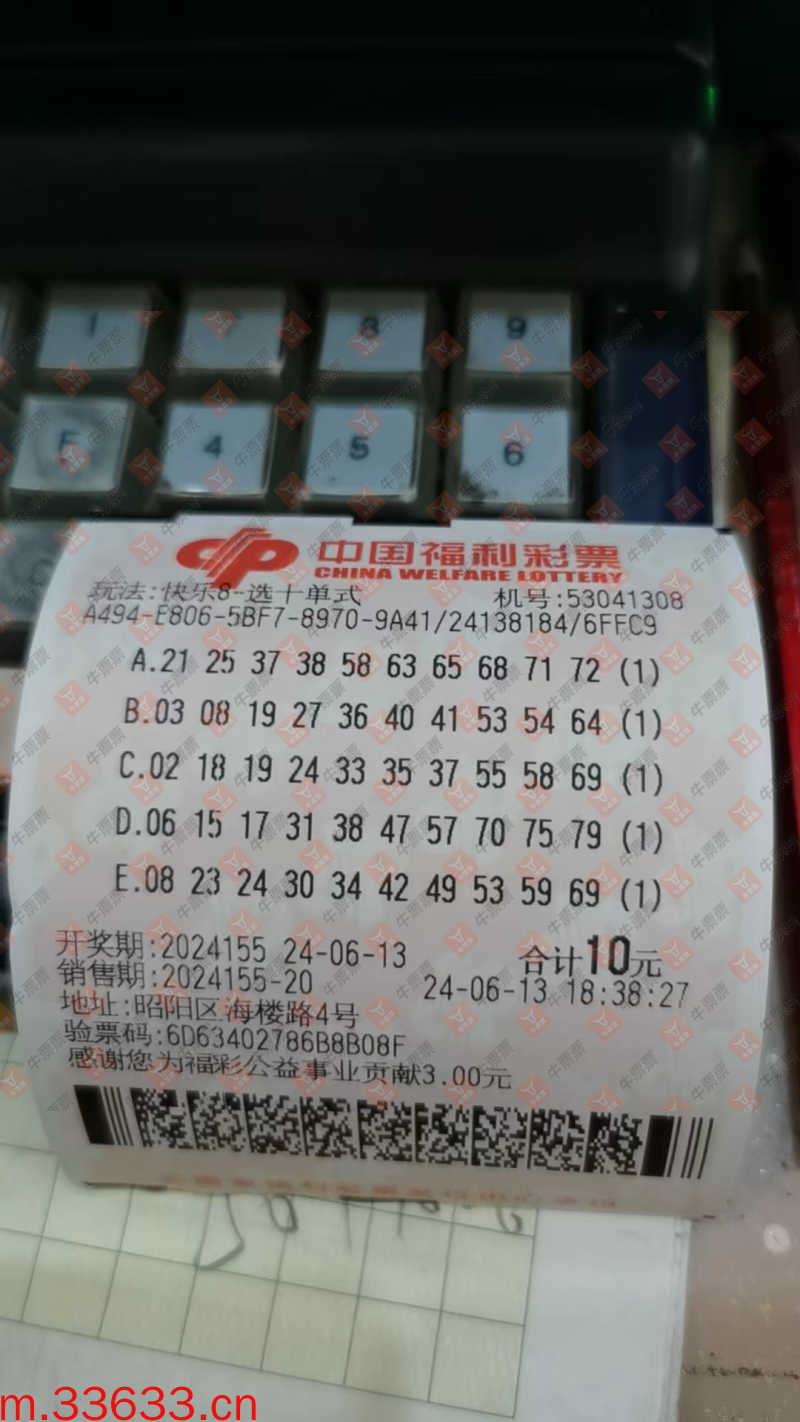 1
8
9
F
4
5
6
中国福利彩票
CHINA WELFARE LOTTERY
玩法:快乐8-选十单式 机号:53041308
A494-E806-5BF7-8970-9A41/24138184/6FFC9
A.21 25 37 38 58 63 65 68 71 72 (1)
B.03 08 19 27 36 40 41 53 54 64 (1)
C.02 18 19 24 33 35 37 55 58 69 (1)
D.06 15 17 31 38 47 57 70 75 79 (1)
E.08 23 24 30 34 42 49 53 59 69 (1)
开奖期:2024155 24-06-13 合计10元
销售期:2024155-20 24-06-13 18:38:27
地址:昭阳区海楼路4号
验票码:6D63402786B8B08F
感谢您为福彩公益事业贡献3.00元
牛票票
m.33633.cn